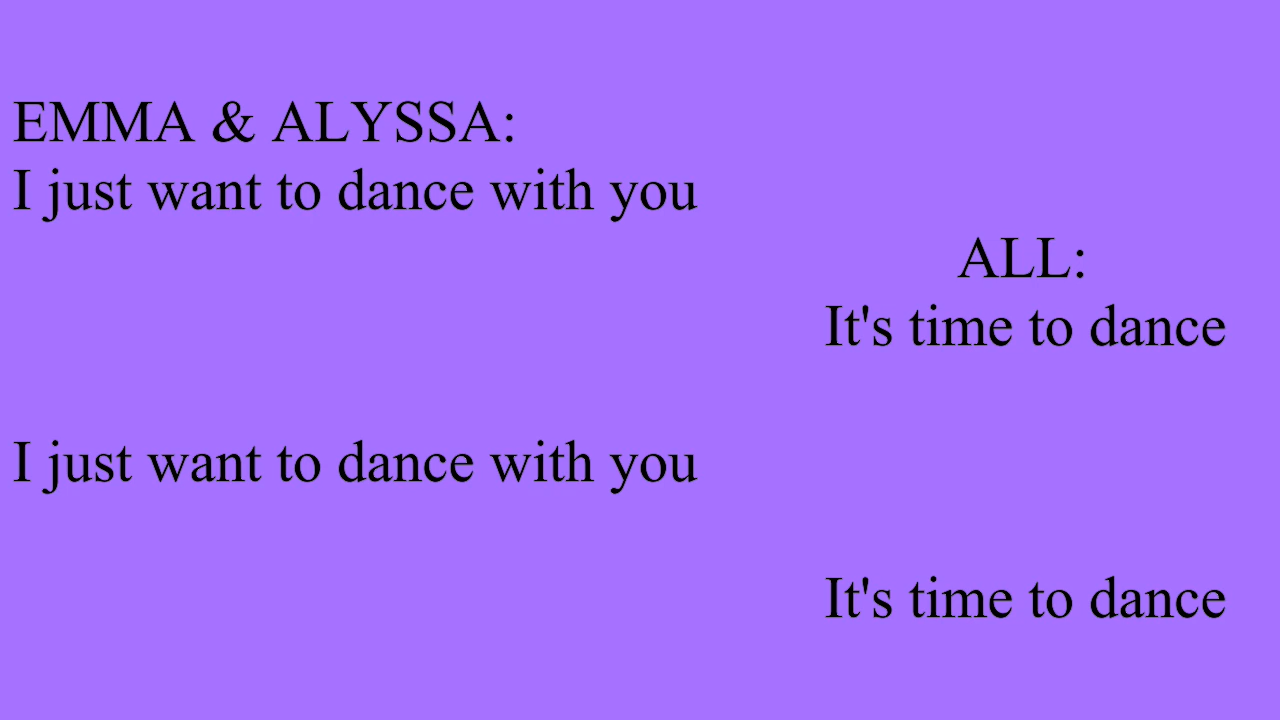 EMMA & ALYSSA:
I just want to dance with you
ALL:
It's time to dance
I just want to dance with you
It's time to dance